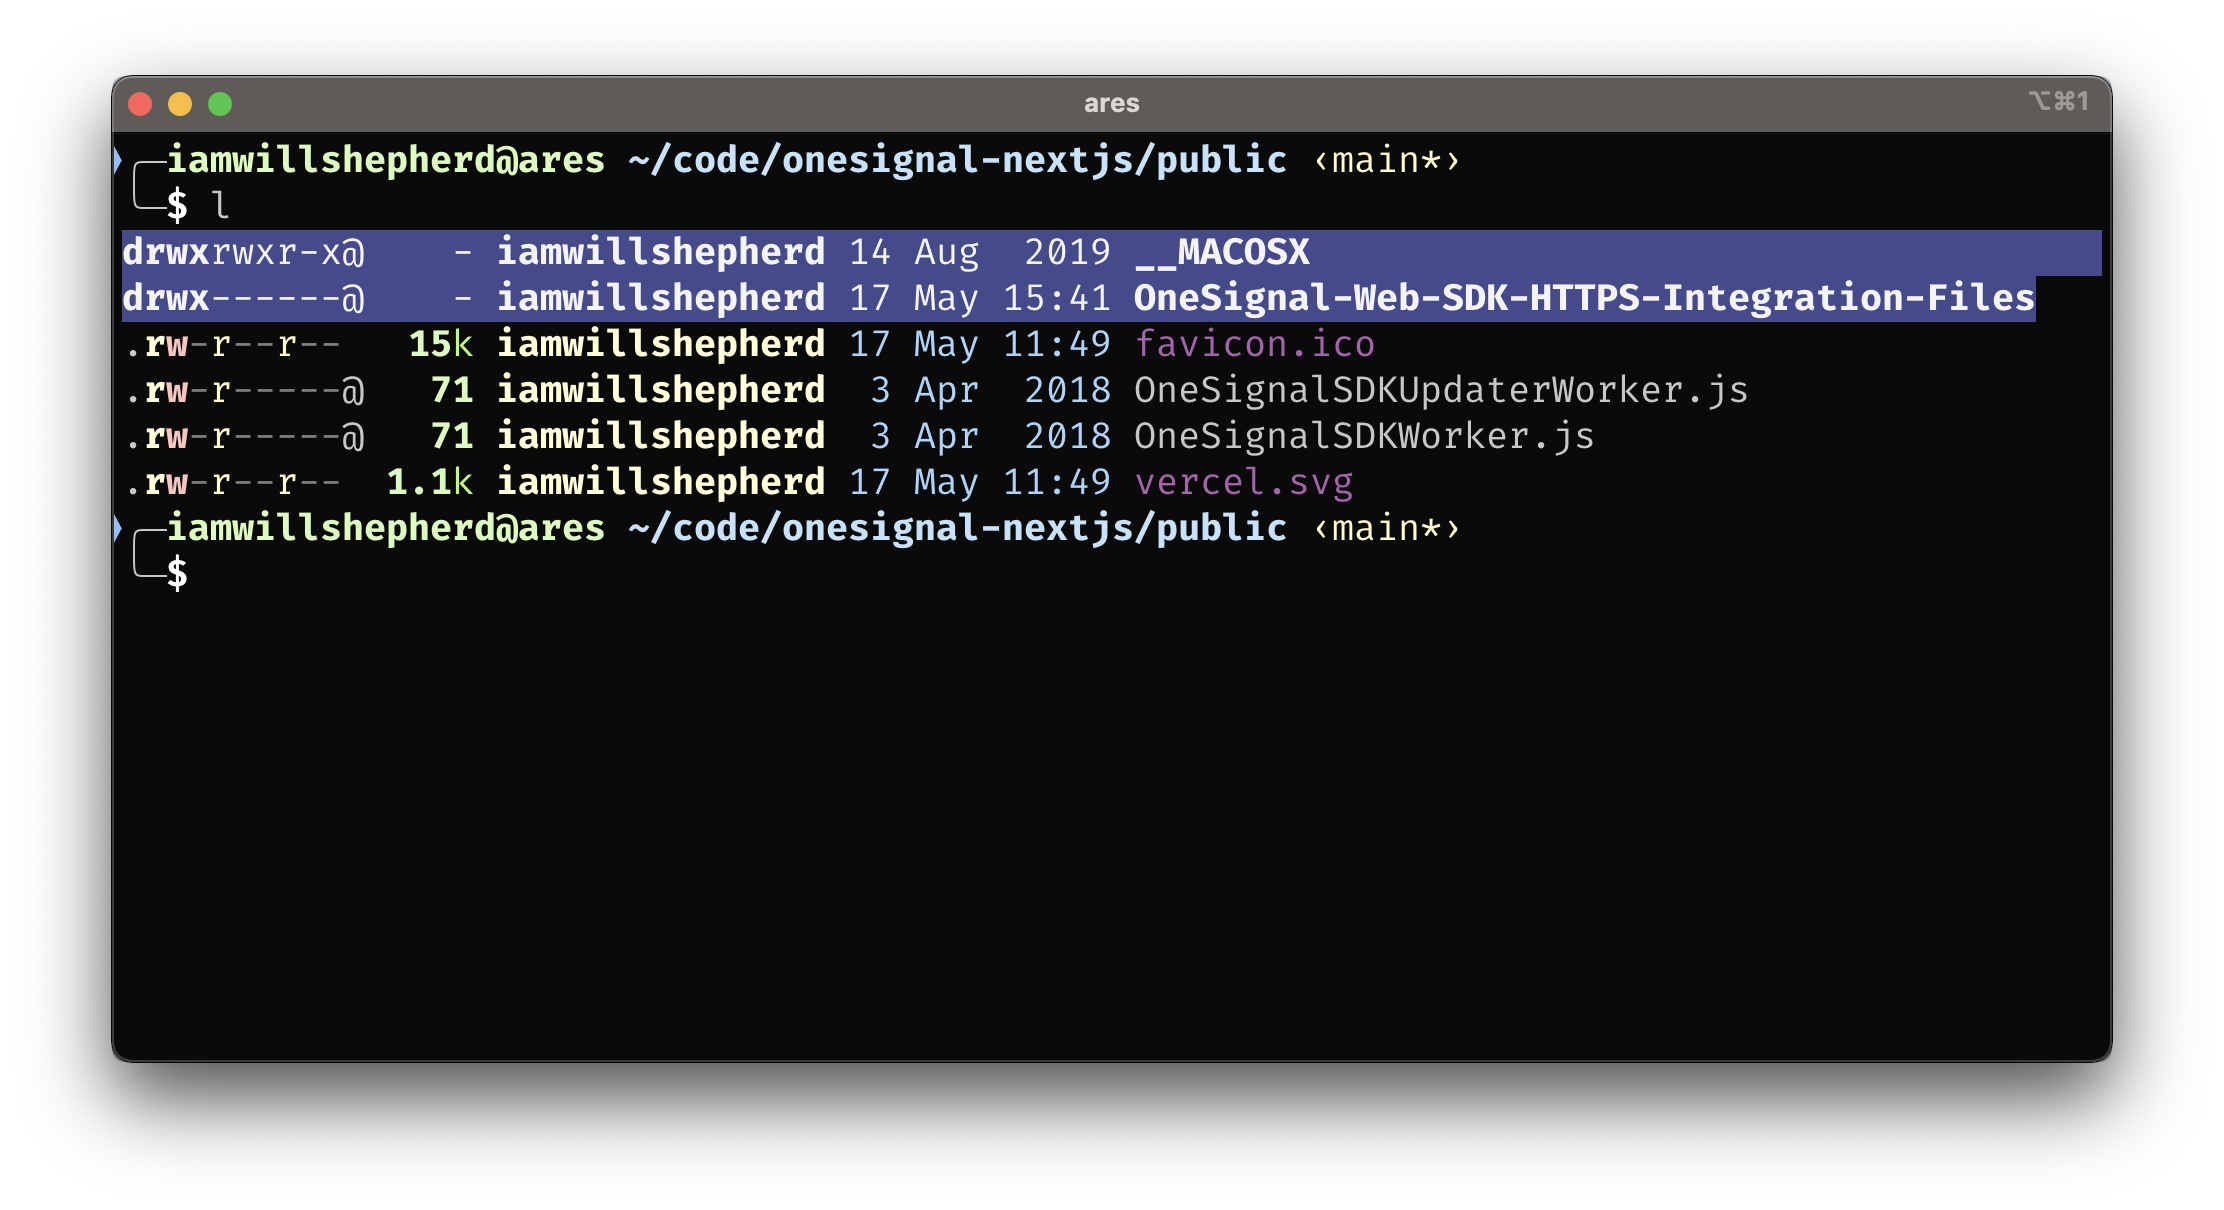 ares ⌥⌘1
╭─iamwillshepherd@ares ~/code/onesignal-nextjs/public ‹main*›
╰─$ l
drwxrwxr-x@    - iamwillshepherd 14 Aug  2019 __MACOSX
drwx------@    - iamwillshepherd 17 May 15:41 OneSignal-Web-SDK-HTTPS-Integration-Files
.rw-r--r--   15k iamwillshepherd 17 May 11:49 favicon.ico
.rw-r-----@   71 iamwillshepherd  3 Apr  2018 OneSignalSDKUpdaterWorker.js
.rw-r-----@   71 iamwillshepherd  3 Apr  2018 OneSignalSDKWorker.js
.rw-r--r--  1.1k iamwillshepherd 17 May 11:49 vercel.svg
╭─iamwillshepherd@ares ~/code/onesignal-nextjs/public ‹main*›
╰─$